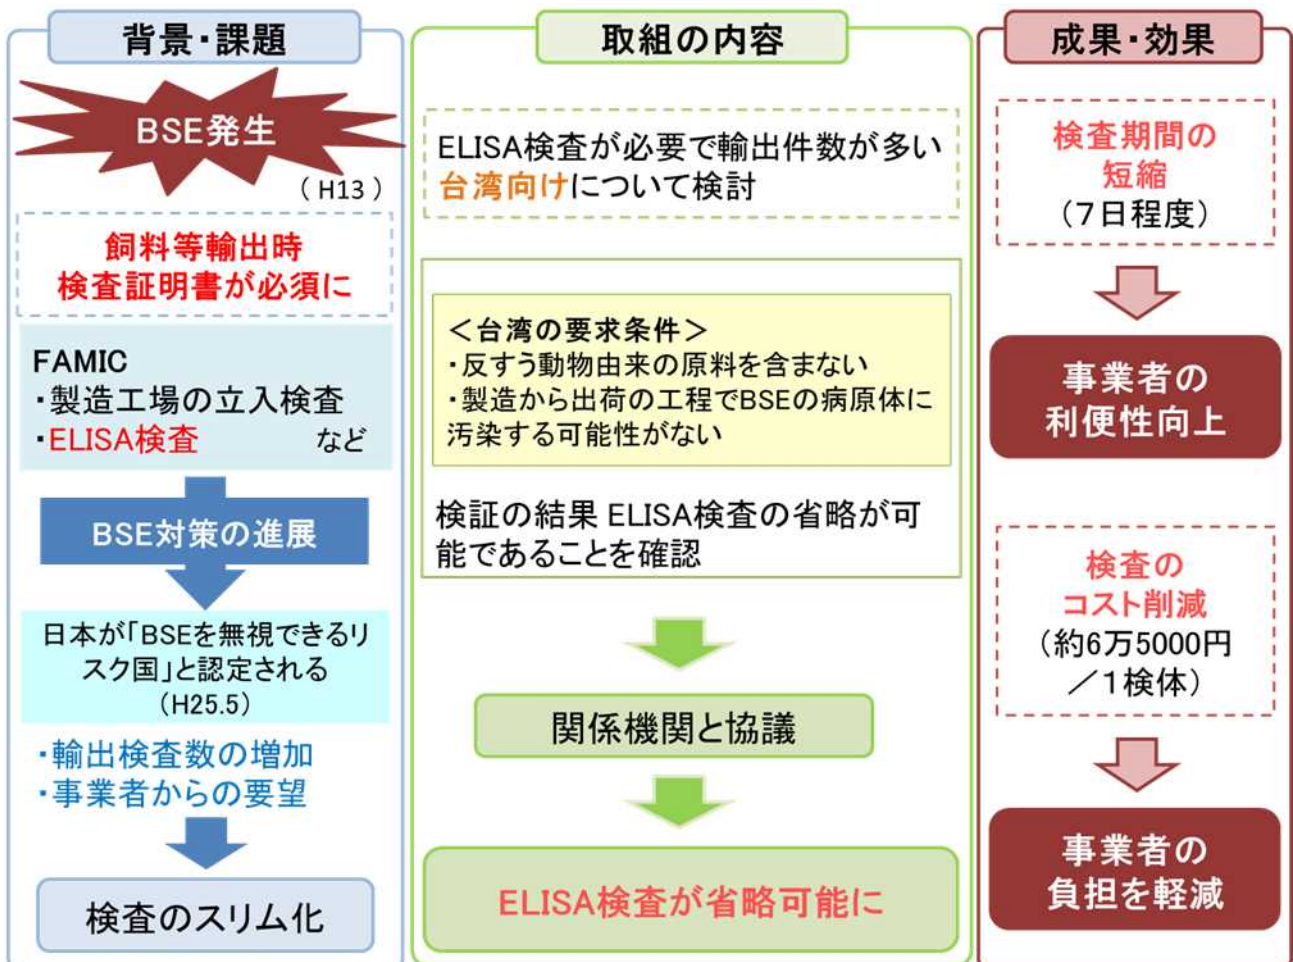 背景・課題
BSE発生
（H13）
飼料等輸出時
検査証明書が必須に
FAMIC
・製造工場の立入検査
・ELISA検査 など
BSE対策の進展
日本が「BSEを無視できるリ
スク国」と認定される
（H25.5）
・輸出検査数の増加
・事業者からの要望
検査のスリム化
取組の内容
ELISA検査が必要で輸出件数が多い
台湾向けについて検討
＜台湾の要求条件＞
・反すう動物由来の原料を含まない
・製造から出荷の工程でBSEの病原体に
汚染する可能性がない
検証の結果 ELISA検査の省略が可
能であることを確認
関係機関と協議
ELISA検査が省略可能に
成果・効果
検査期間の
短縮
（7日程度）
事業者の
利便性向上
検査の
コスト削減
（約6万5000円
／1検体）
事業者の
負担を軽減